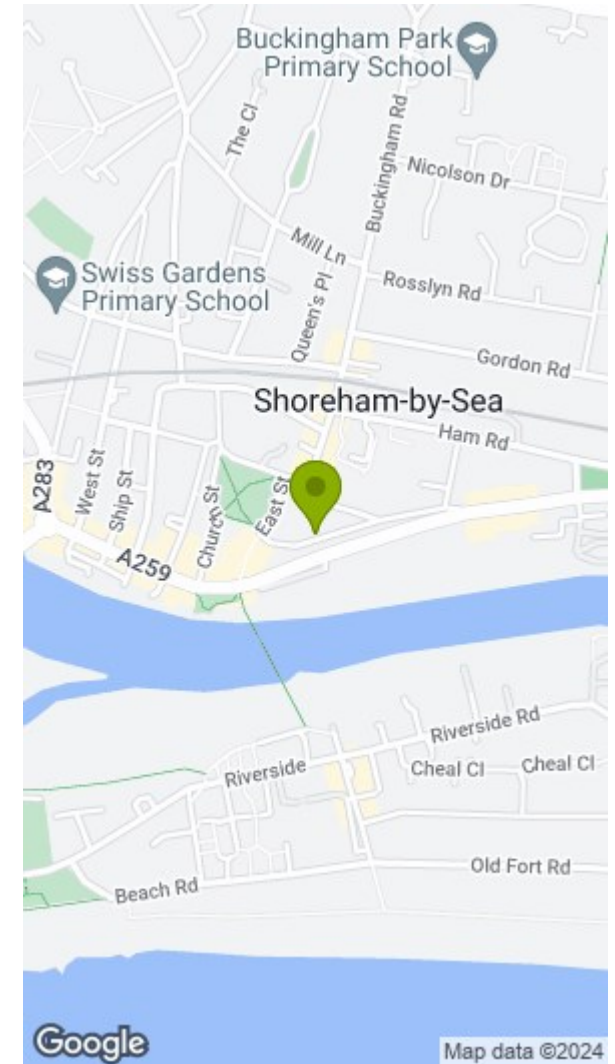 Buckingham Park
Primary School
The Cl
Buckingham Rd
Nicolson Dr
Mill Ln
Swiss Gardens
Primary School
Rosslyn Rd
Queen's Pl
Gordon Rd
Shoreham-by-Sea
Ham Rd
A283
West St
Ship St
Church St
East St
A259
Riverside Rd
Riverside
Cheal Cl
Cheal Cl
Old Fort Rd
Beach Rd
Google
Map data ©2024